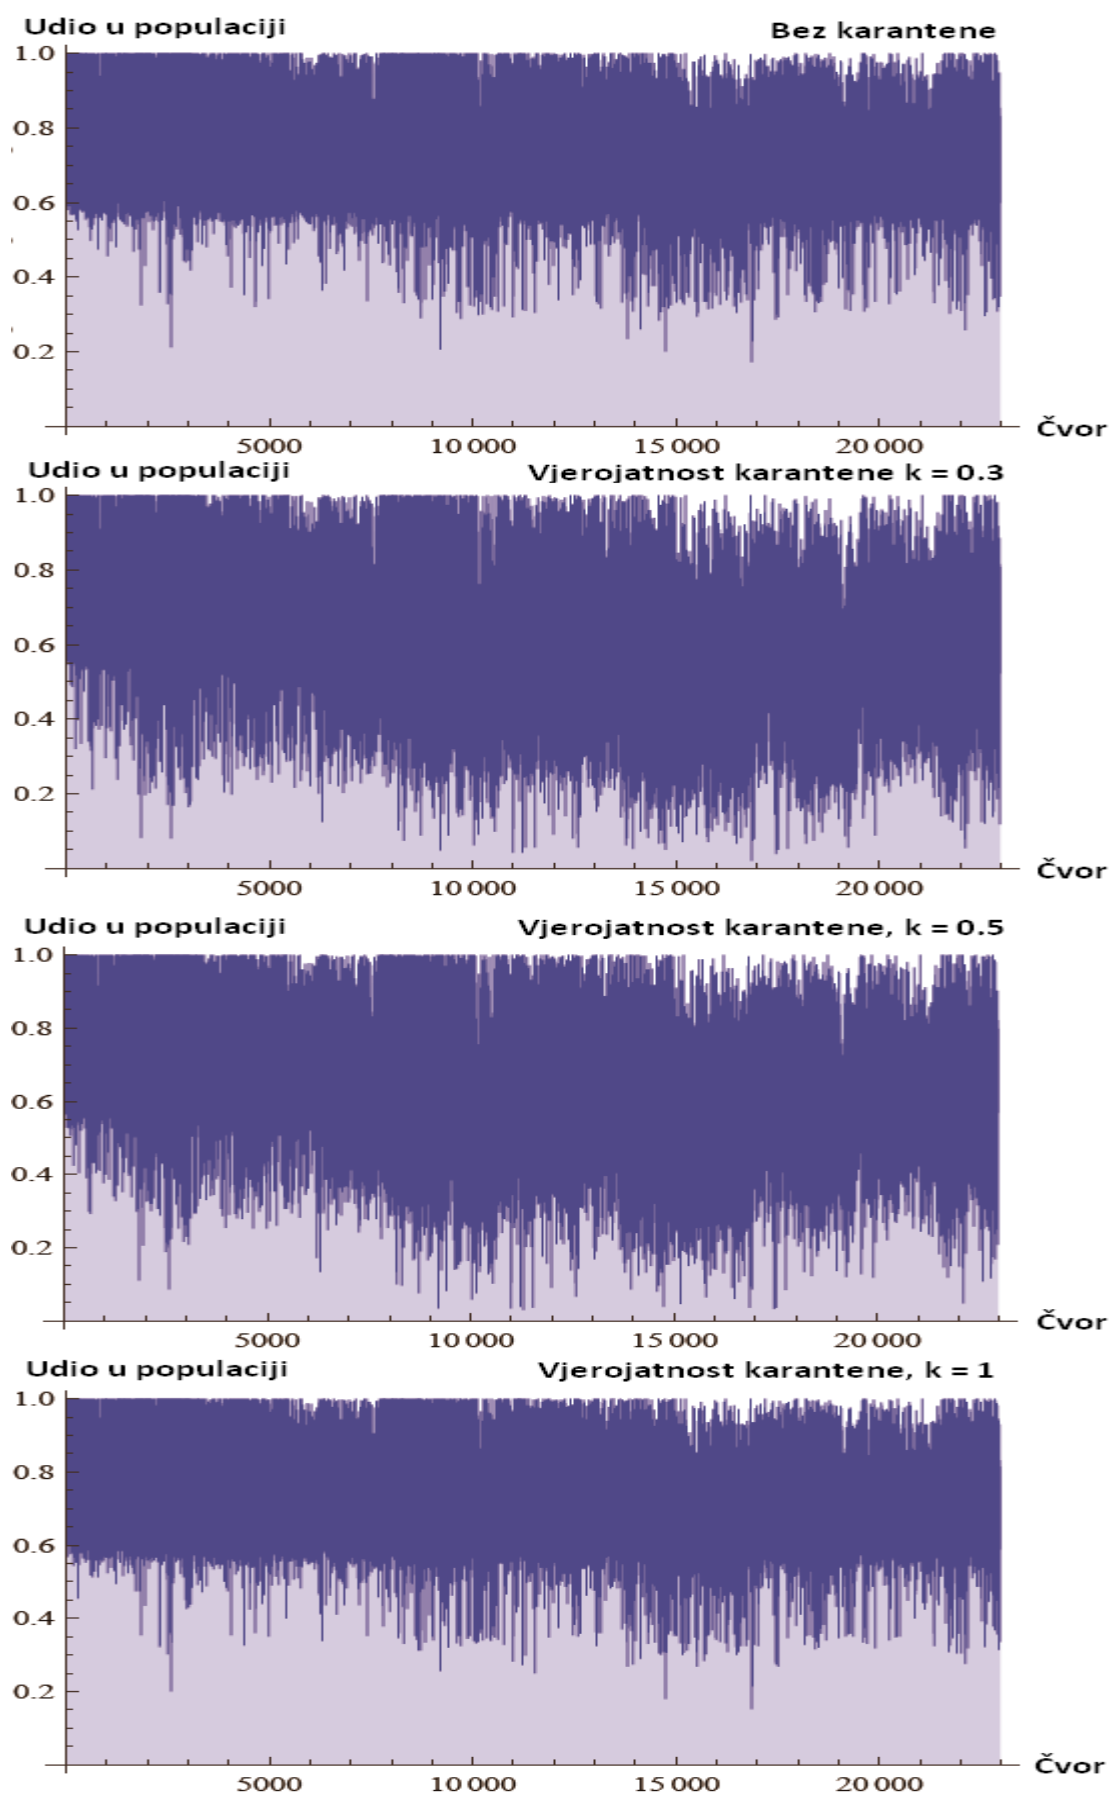 Udio u populaciji
Bez karantene
1.0
0.8
0.6
0.4
0.2
5000 10 000 15 000 20 000
Čvor
Udio u populaciji
Vjerojatnost karantene k = 0.3
1.0
0.8
0.6
0.4
0.2
5000 10 000 15 000 20 000
Čvor
Udio u populaciji
Vjerojatnost karantene, k = 0.5
1.0
0.8
0.6
0.4
0.2
5000 10 000 15 000 20 000
Čvor
Udio u populaciji
Vjerojatnost karantene, k = 1
1.0
0.8
0.6
0.4
0.2
5000 10 000 15 000 20 000
Čvor